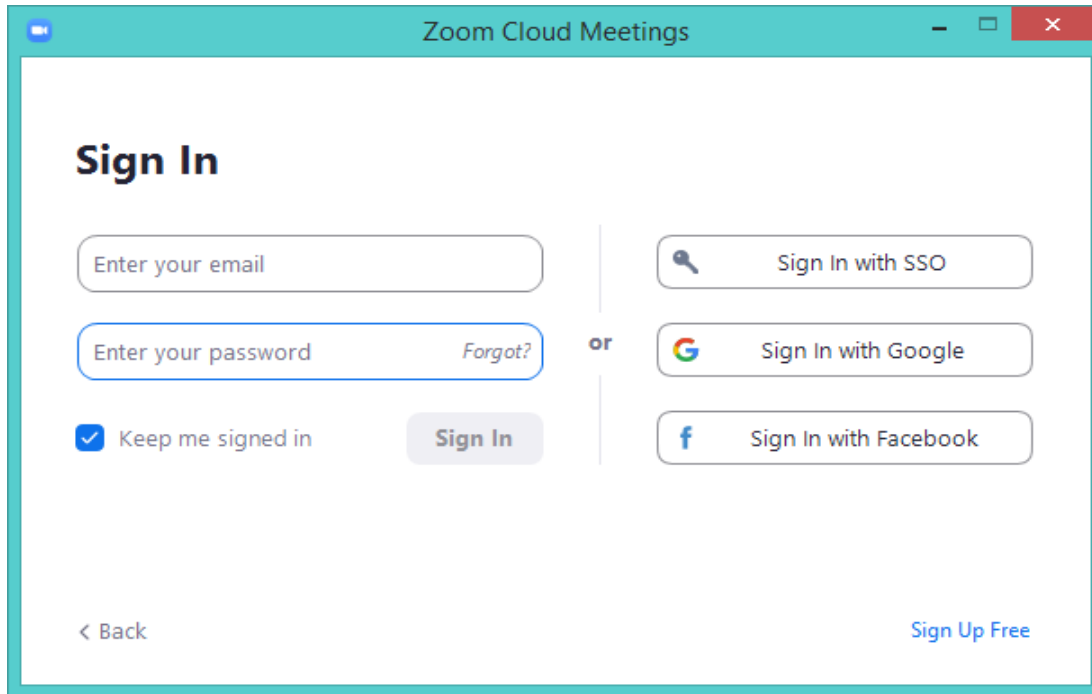 Zoom Cloud Meetings
Sign In
Enter your email
Enter your password Forgot?
Keep me signed in Sign In
or
Sign In with SSO
Sign In with Google
Sign In with Facebook
< Back
Sign Up Free